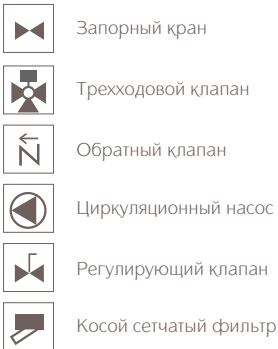 Запорный кран
Трехходовой клапан
Обратный клапан
Циркуляционный насос
Регулирующий клапан
Косой сетчатый фильтр